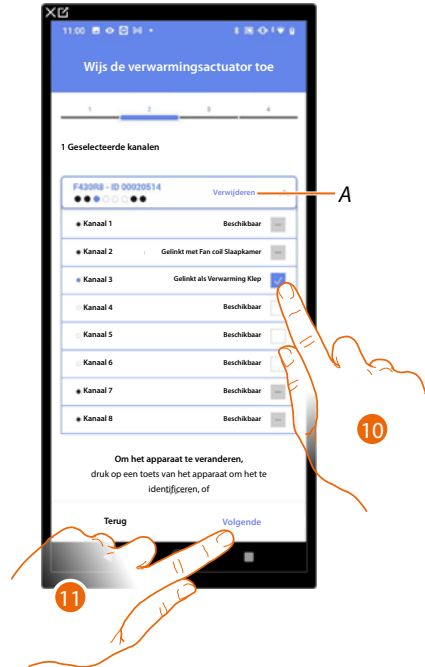 11:00
Wijs de verwarmingsactuator toe
1 2 3 4
1 Geselecteerde kanalen
F430R8 - ID 00020514 Verwijderen
A
Kanaal 1 Beschikbaar
Kanaal 2 Gelinkt met Fan coil Slaapkamer
Kanaal 3 Gelinkt als Verwarming Klep
Kanaal 4 Beschikbaar
Kanaal 5 Beschikbaar
Kanaal 6 Beschikbaar
Kanaal 7 Beschikbaar
Kanaal 8 Beschikbaar
10
Om het apparaat te veranderen,
druk op een toets van het apparaat om het te
identificeren, of
Terug Volgende
11